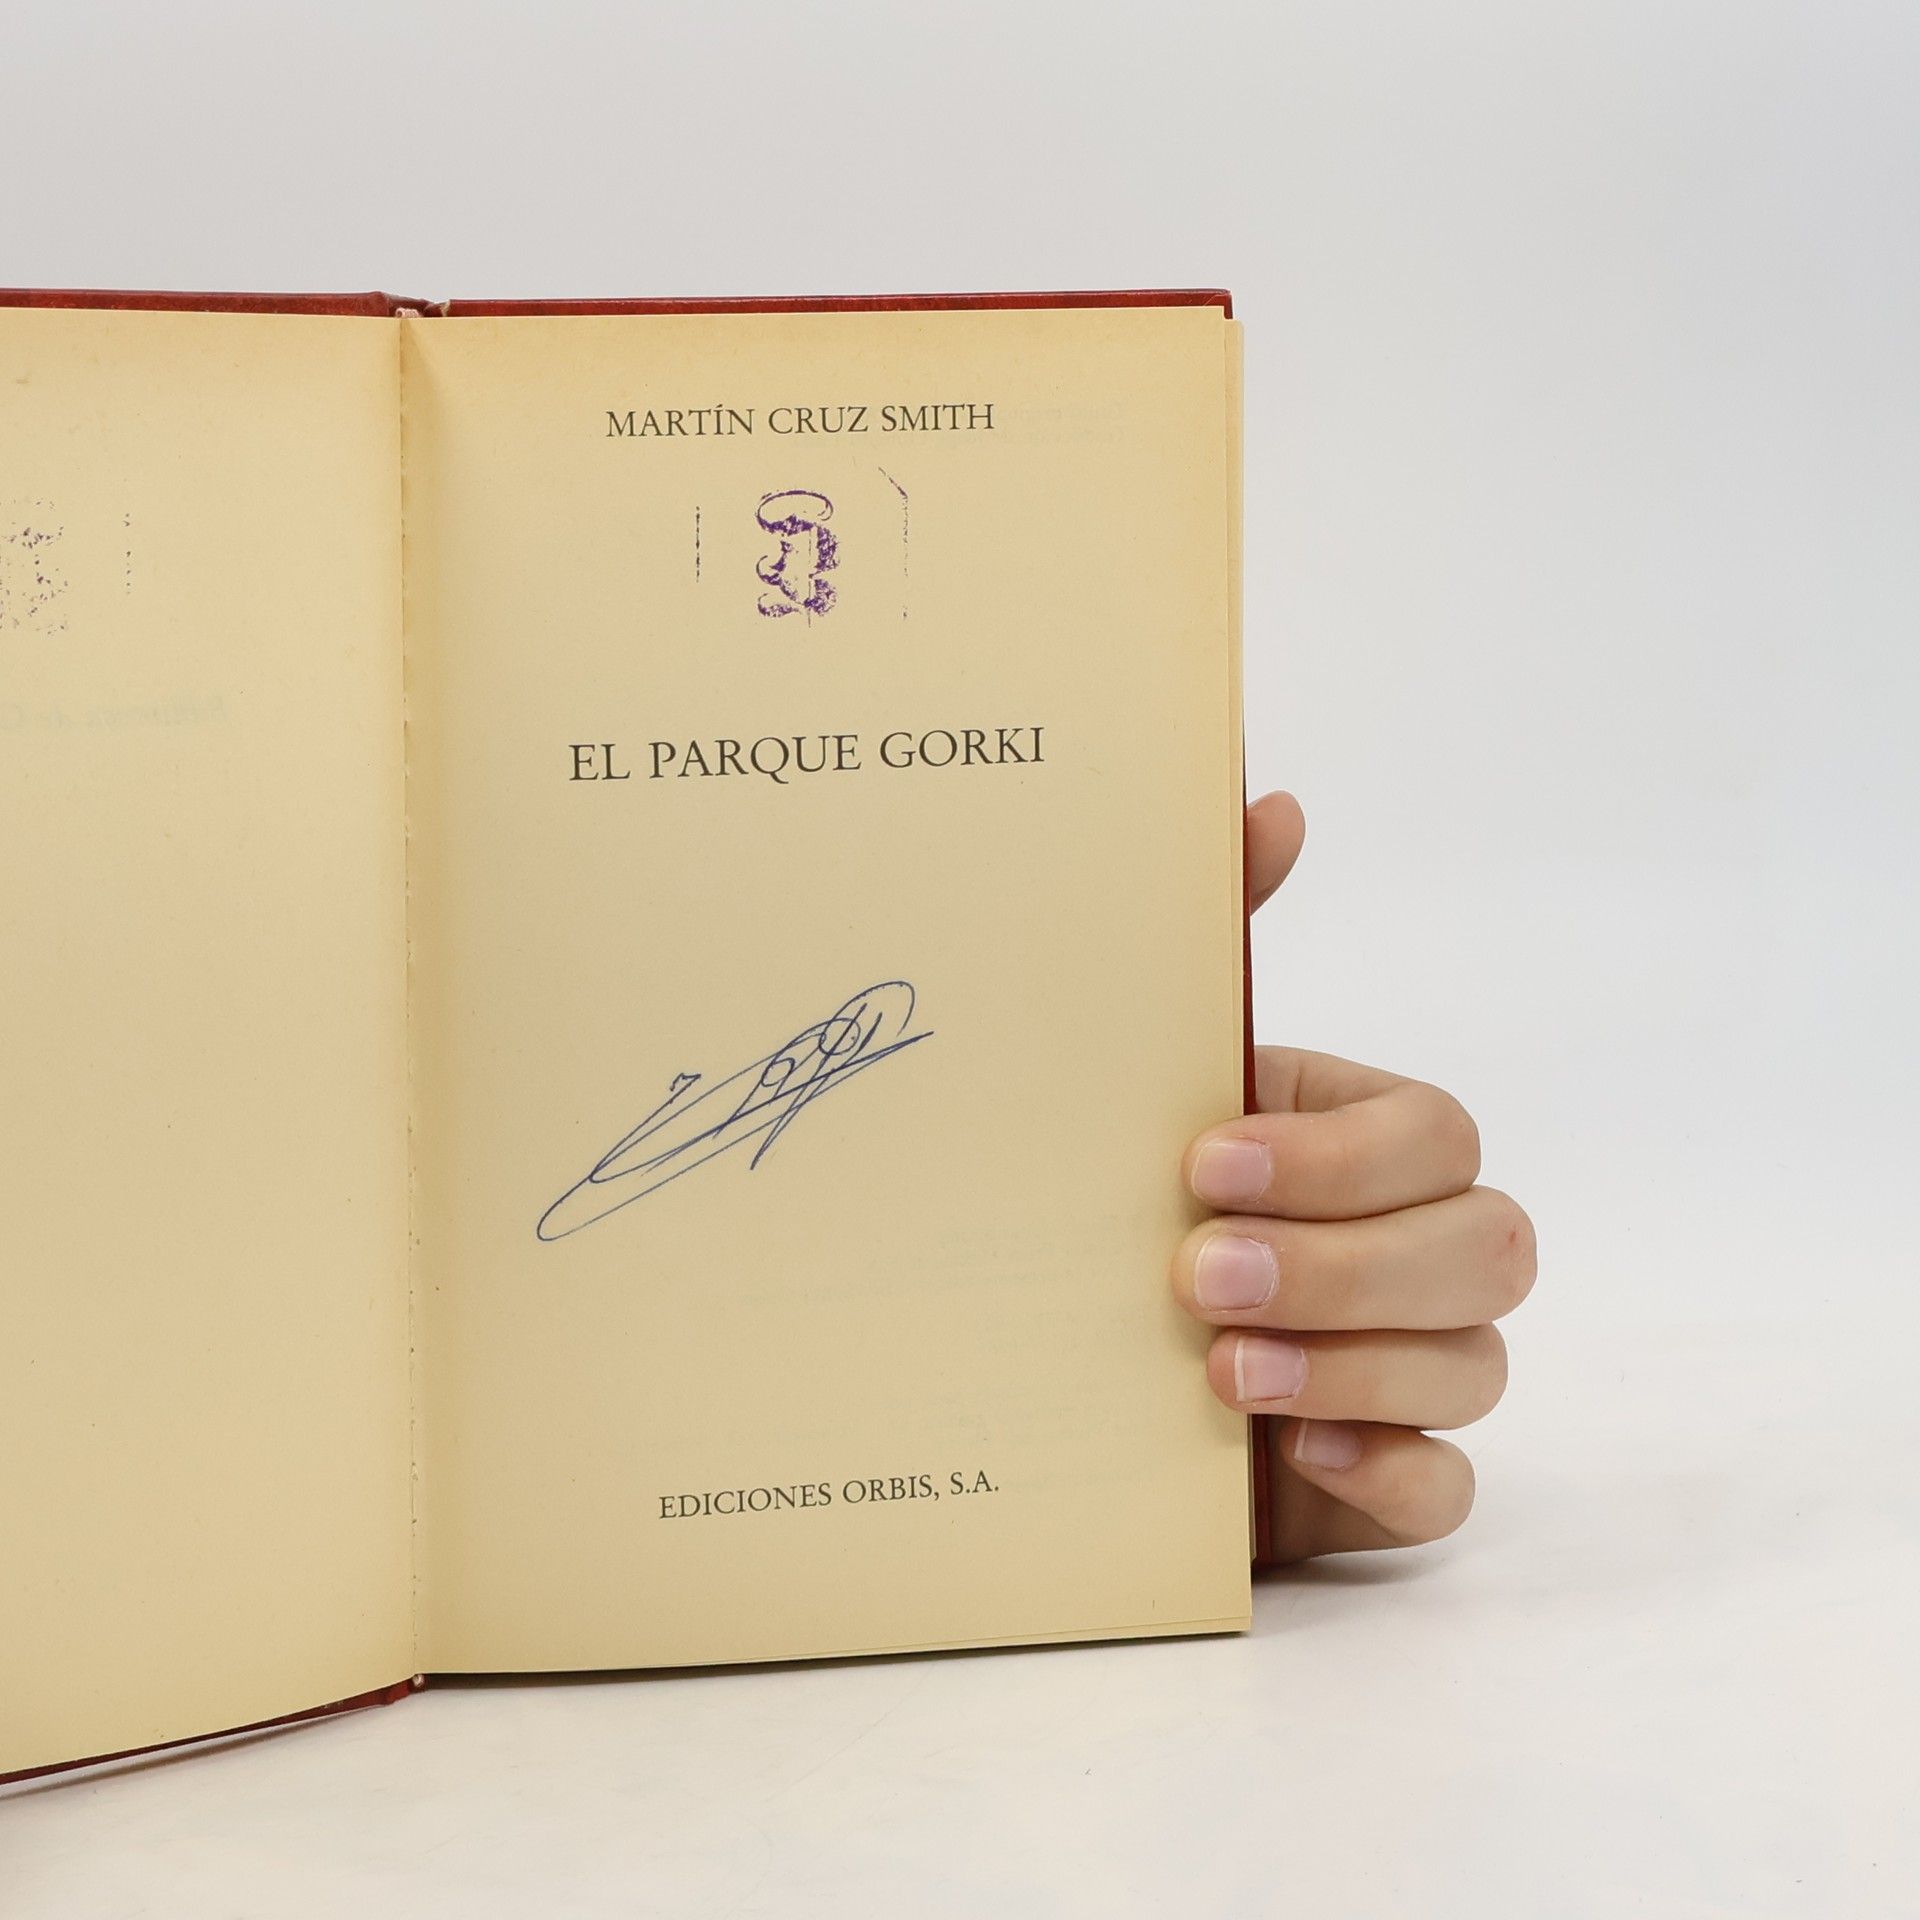 MARTÍN CRUZ SMITH
EL PARQUE GORKI
EDICIONES ORBIS, S.A.